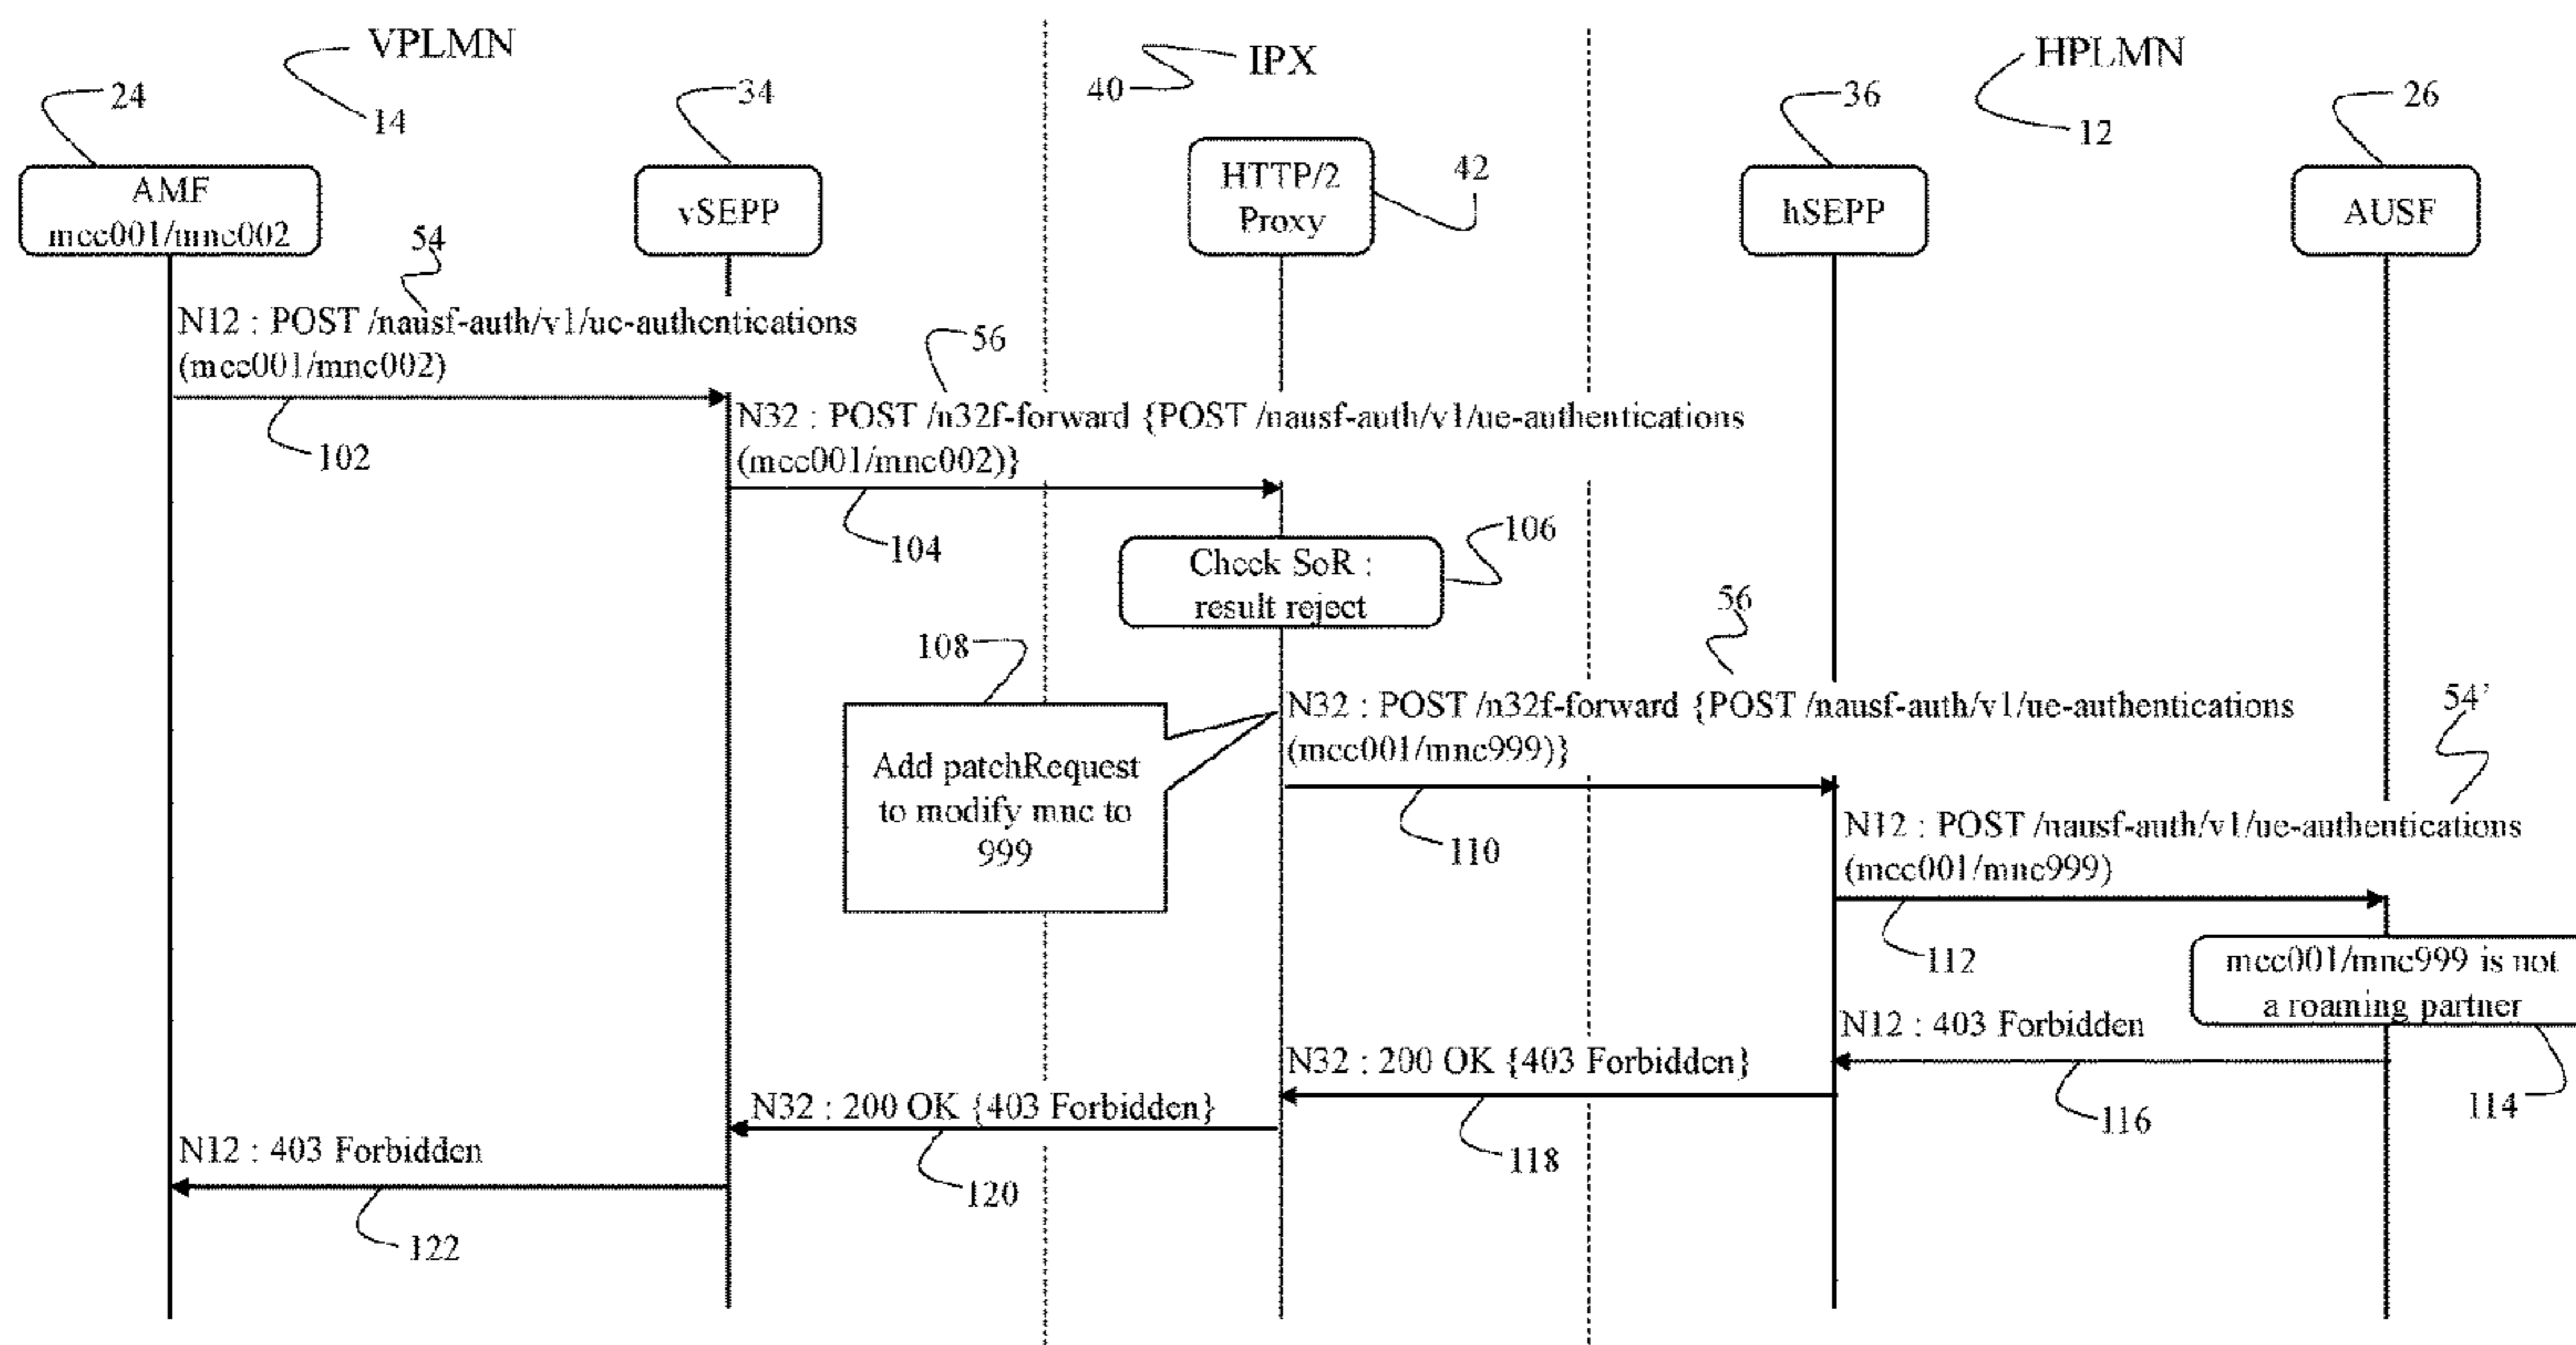 VPLMN
IPX
HPLMN
24
14
34
40
36
12
26
42
AMF
mcc001/mnc002
vSEPP
HTTP/2
Proxy
hSEPP
AUSF
54
N12 : POST /nausf-auth/v1/ue-authentications
(mcc001/mnc002)
56
102
N32 : POST /n32f-forward {POST /nausf-auth/v1/ue-authentications
(mcc001/mnc002)}
104
Check SoR :
result reject
106
56
108
Add patchRequest
to modify mnc to
999
N32 : POST /n32f-forward {POST /nausf-auth/v1/ue-authentications
(mcc001/mnc999)}
54'
110
N12 : POST /nausf-auth/v1/ue-authentications
(mcc001/mnc999)
112
mcc001/mnc999 is not
a roaming partner
114
N12 : 403 Forbidden
116
N32 : 200 OK {403 Forbidden}
118
N32 : 200 OK {403 Forbidden}
120
N12 : 403 Forbidden
122